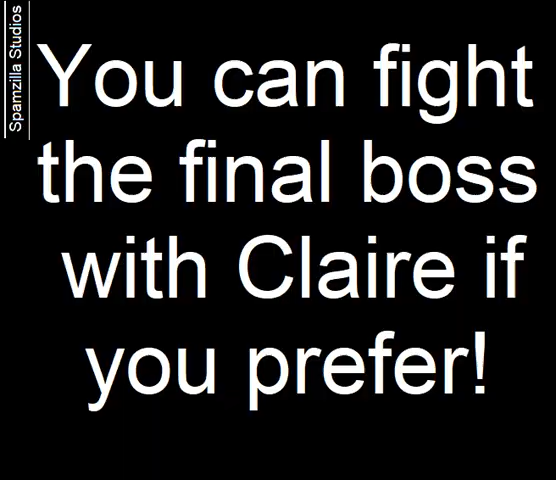 Spamzilla Studios
You can fight
the final boss
with Claire if
you prefer!